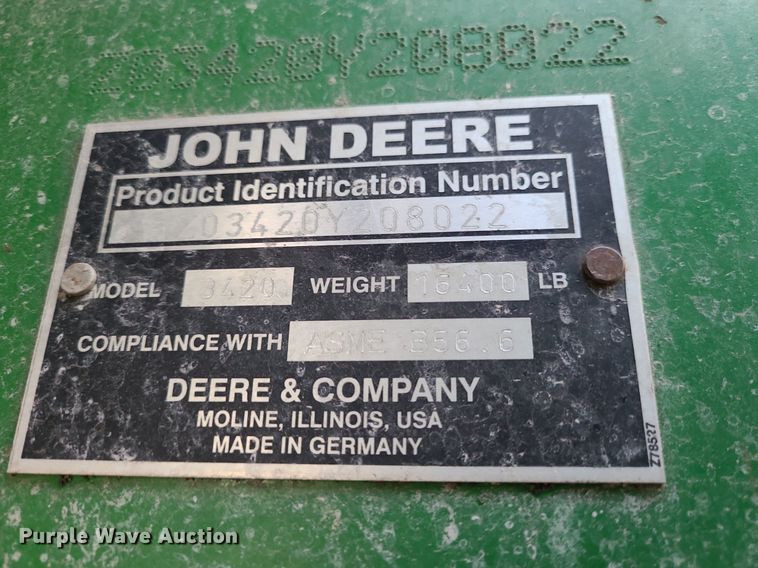 Z03420Y208022
JOHN DEERE
Product Identification Number
Z03420Y208022
MODEL 3420 WEIGHT 16400 LB
COMPLIANCE WITH ASME B56.6
DEERE & COMPANY
MOLINE, ILLINOIS, USA
MADE IN GERMANY
Z78527
Purple Wave Auction